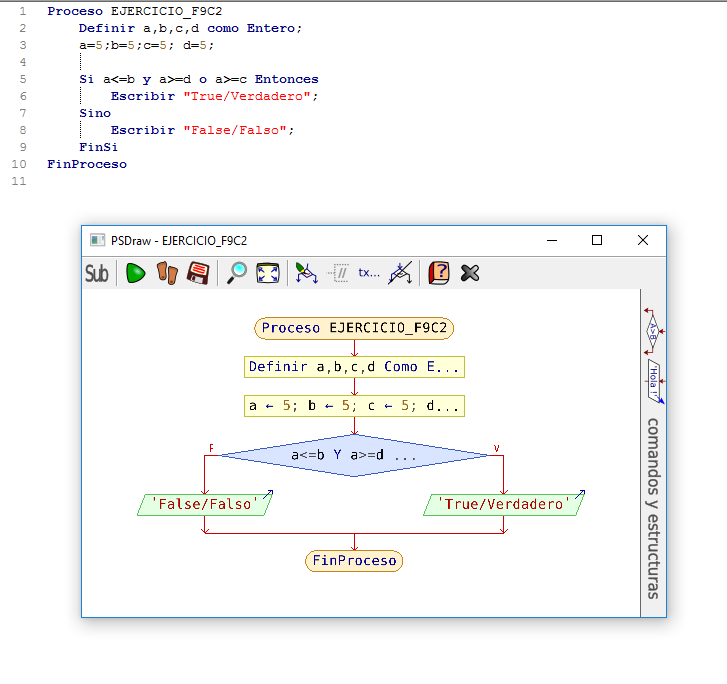 1 Proceso EJERCICIO_F9C2
2 Definir a,b,c,d como Entero;
3 a=5;b=5;c=5; d=5;
4
5 Si a<=b y a>=d o a>=c Entonces
6 Escribir "True/Verdadero";
7 Sino
8 Escribir "False/Falso";
9 FinSi
10 FinProceso
11
PSDraw - EJERCICIO_F9C2
Sub // tx... ?
Proceso EJERCICIO_F9C2
Definir a,b,c,d Como E...
a ← 5; b ← 5; c ← 5; d...
F V
a<=b Y a>=d ...
'False/Falso' 'True/Verdadero'
FinProceso
A>B
'Hola !'
comandos y estructuras